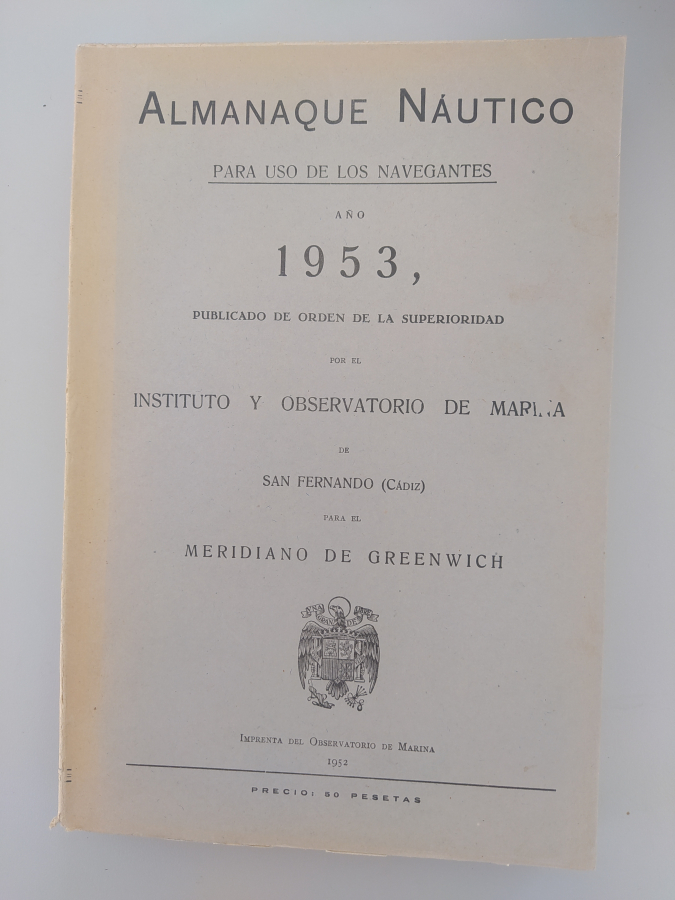 ALMANAQUE NÁUTICO
PARA USO DE LOS NAVEGANTES
AÑO
1953,
PUBLICADO DE ORDEN DE LA SUPERIORIDAD
POR EL
INSTITUTO Y OBSERVATORIO DE MARINA
DE
SAN FERNANDO (CÁDIZ)
PARA EL
MERIDIANO DE GREENWICH
IMPRENTA DEL OBSERVATORIO DE MARINA
1952
PRECIO: 50 PESETAS